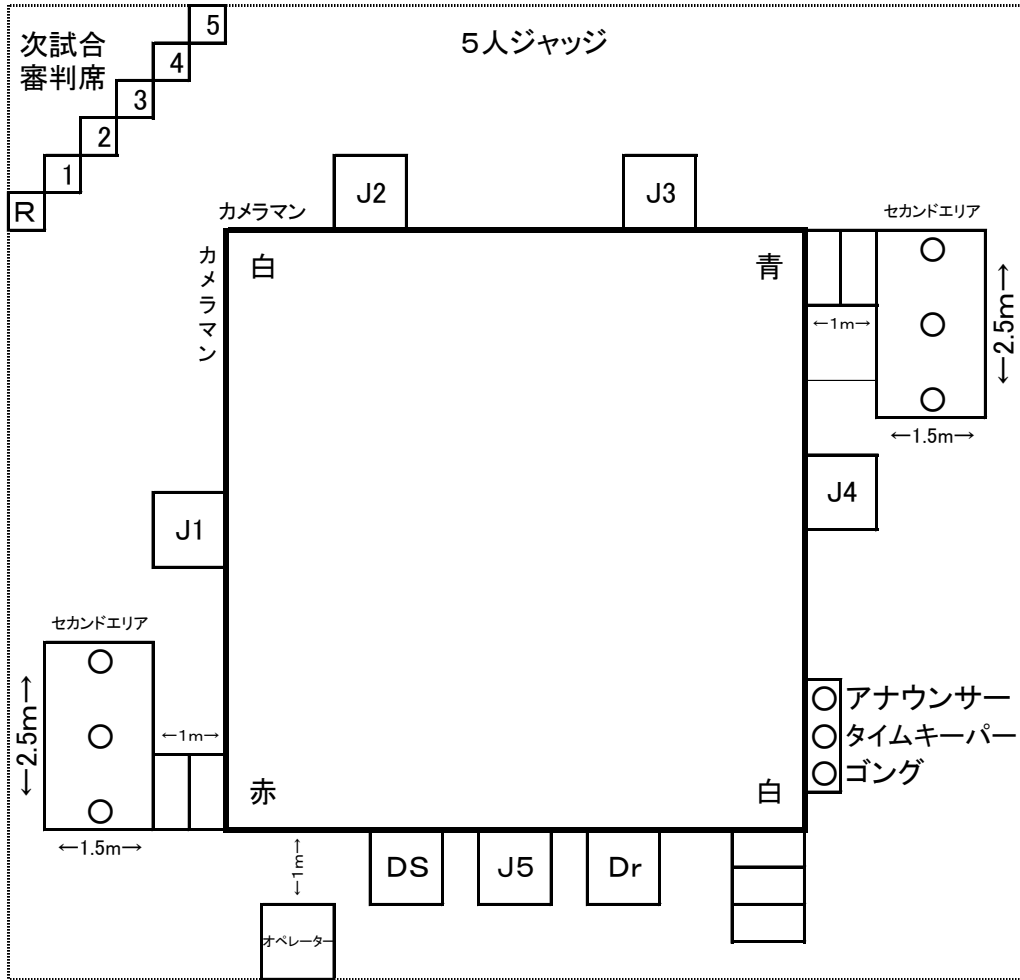 5
５人ジャッジ
次試合
審判席
4
3
2
1
R
J2
J3
カメラマン
セカンドエリア
カメラマン
白
青
←1m→
←2.5m→
←1.5m→
J4
J1
セカンドエリア
←2.5m→
←1m→
アナウンサー
タイムキーパー
ゴング
赤
白
←1.5m→
←1m→
DS
J5
Dr
オペレーター